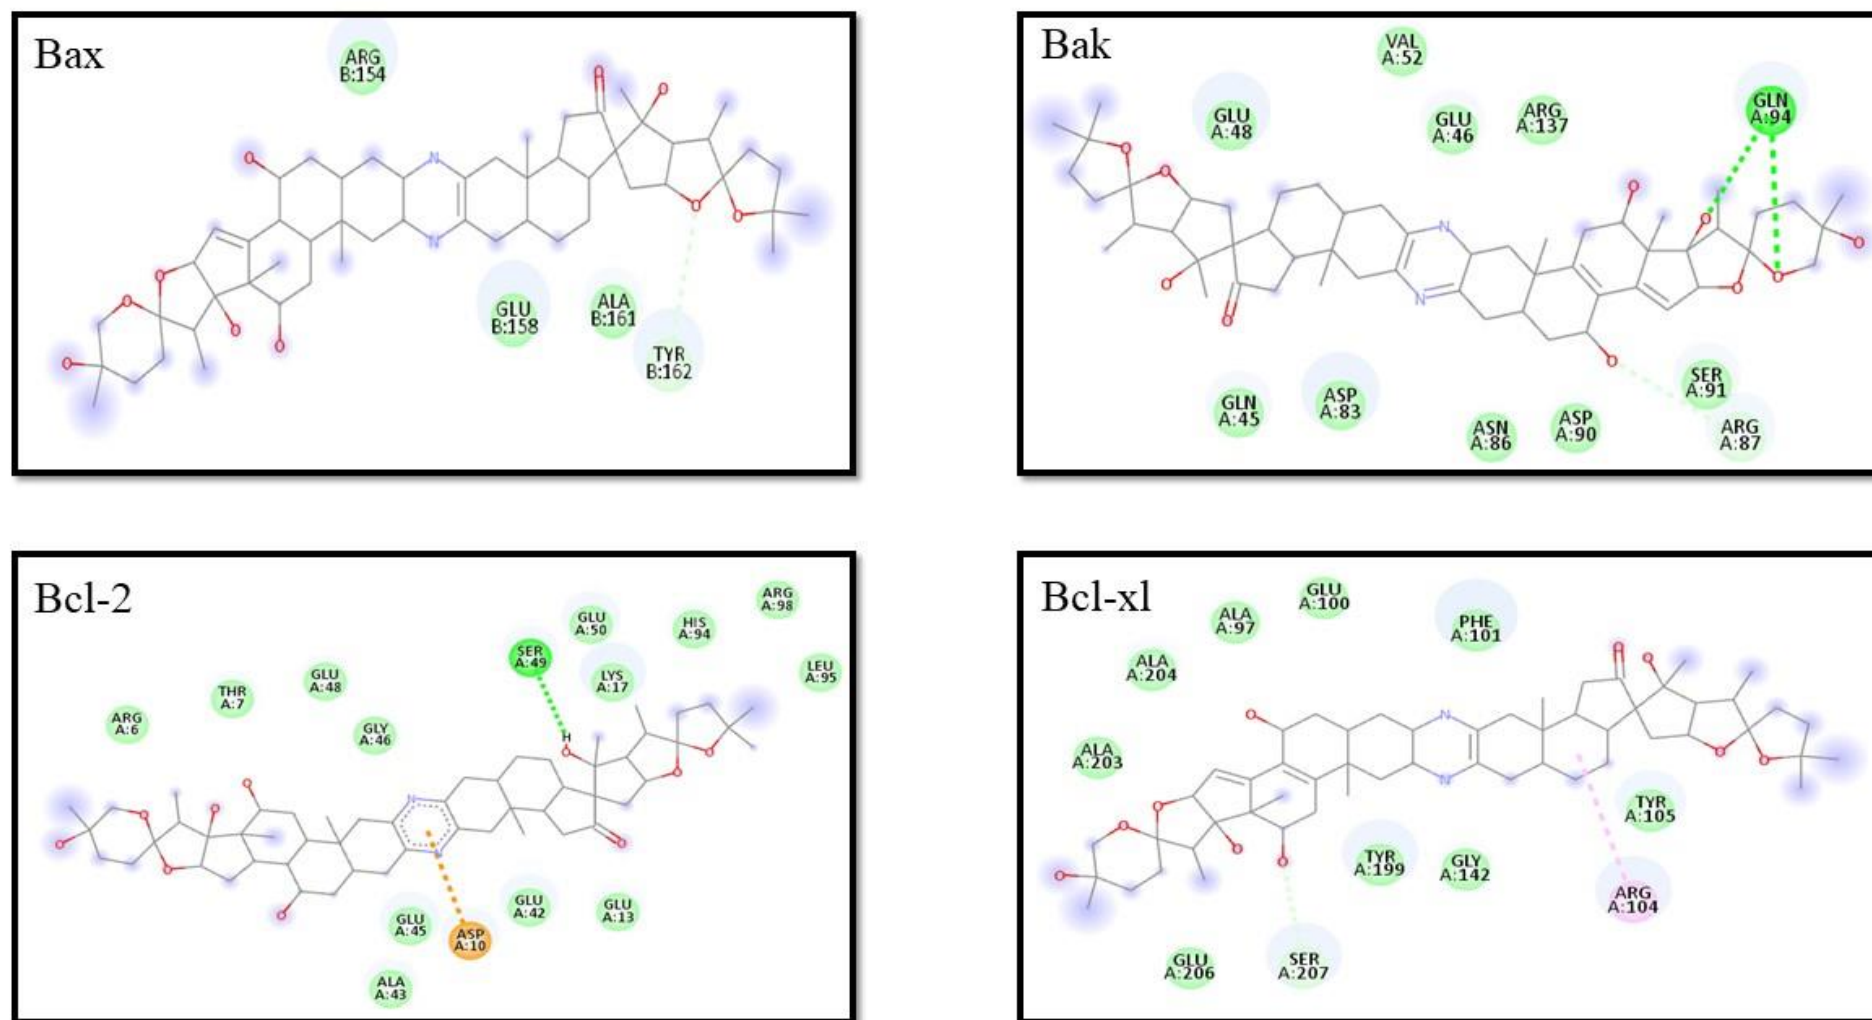 Bax
ARG
B:154
N
N
O
O
O
O
O
O
O
O
O
O
GLU
B:158
ALA
B:161
TYR
B:162
Bak
VAL
A:52
GLU
A:48
GLU
A:46
ARG
A:137
GLN
A:94
O
O
O
O
N
N
O
O
O
O
O
O
GLN
A:45
ASP
A:83
ASN
A:86
ASP
A:90
SER
A:91
ARG
A:87
Bcl-2
ARG
A:6
THR
A:7
GLU
A:48
GLY
A:46
SER
A:49
GLU
A:50
LYS
A:17
HIS
A:94
ARG
A:98
LEU
A:95
H
O
O
O
O
O
O
O
O
O
O
O
N
N
GLU
A:45
ASP
A:10
GLU
A:42
GLU
A:13
ALA
A:43
Bcl-xl
GLU
A:100
ALA
A:97
PHE
A:101
ALA
A:204
ALA
A:203
O
O
O
N
N
O
O
O
O
O
O
O
TYR
A:105
TYR
A:199
GLY
A:142
ARG
A:104
GLU
A:206
SER
A:207